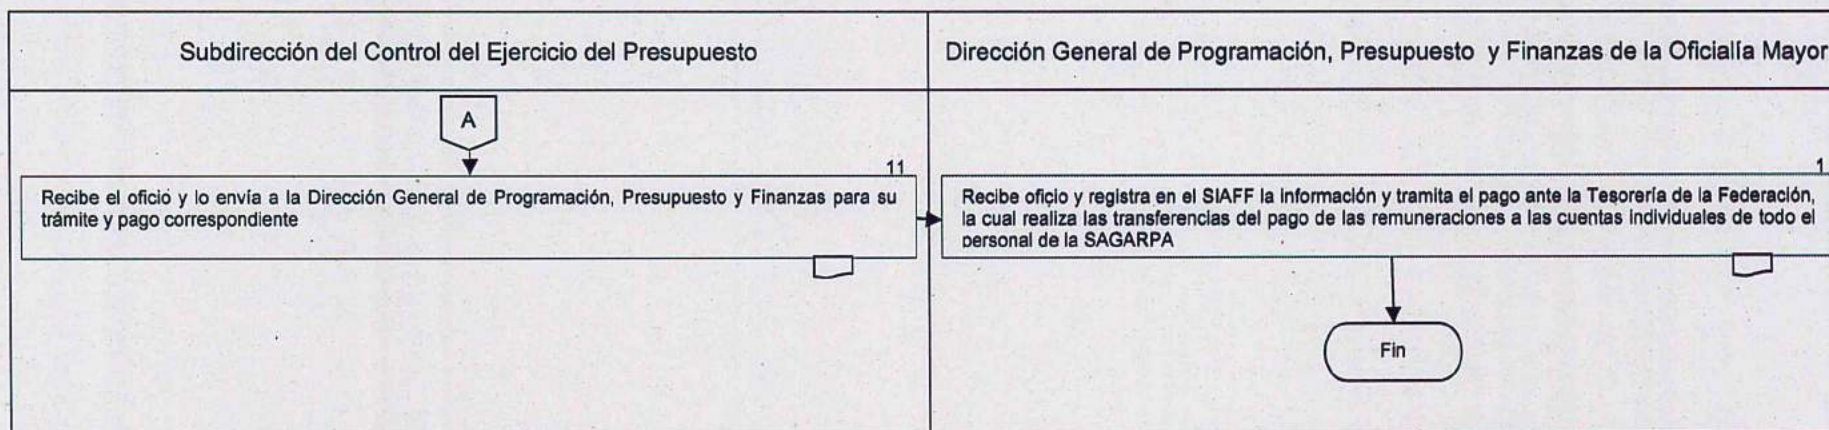 Subdirección del Control del Ejercicio del Presupuesto
Dirección General de Programación, Presupuesto y Finanzas de la Oficialía Mayor
A
11
Recibe el oficio y lo envía a la Dirección General de Programación, Presupuesto y Finanzas para su
trámite y pago correspondiente
1
Recibe oficio y registra en el SIAFF la información y tramita el pago ante la Tesorería de la Federación,
la cual realiza las transferencias del pago de las remuneraciones a las cuentas individuales de todo el
personal de la SAGARPA
Fin